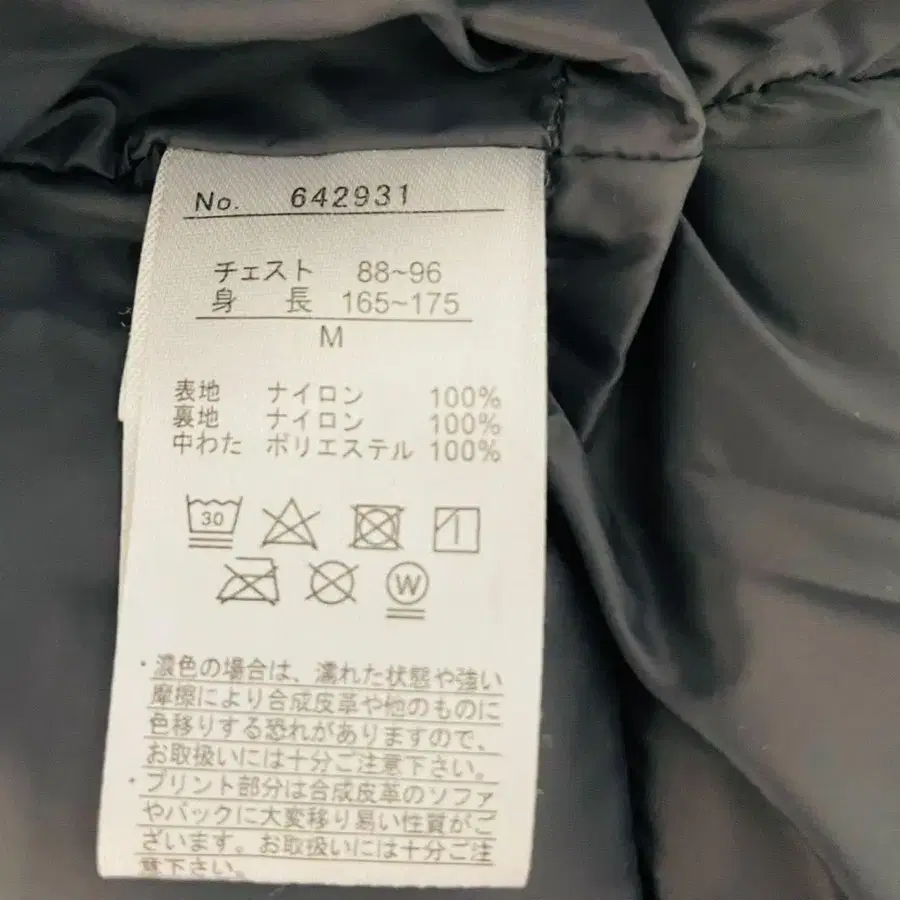 No. 642931
チェスト 88~96
身 長 165~175
M
表地 ナイロン 100%
裏地 ナイロン 100%
中わた ポリエステル 100%
30
W
・濃色の場合は、濡れた状態や強い
摩擦により合成皮革や他のものに
色移りする恐れがありますので、
お取扱いには十分ご注意下さい。
・プリント部分は合成皮革のソファ
やバックに大変移り易い性質がご
ざいます。お取扱いには十分ご注
意下さい。